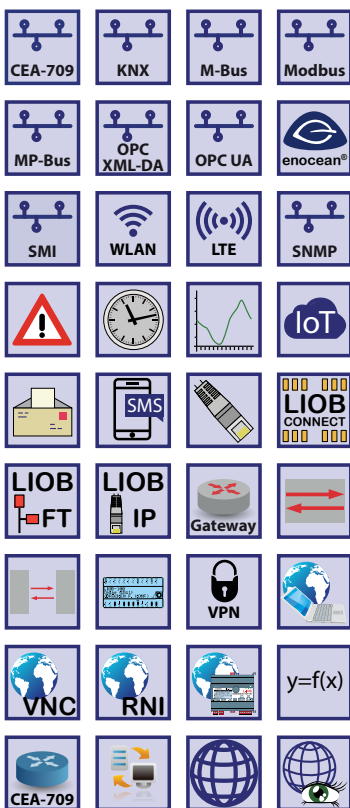 CEA-709
KNX
M-Bus
Modbus
MP-Bus
OPC
XML-DA
OPC UA
enocean®
SMI
WLAN
LTE
SNMP
IoT
SMS
LIOB
CONNECT
LIOB
FT
LIOB
IP
Gateway
VPN
VNC
RNI
y=f(x)
CEA-709